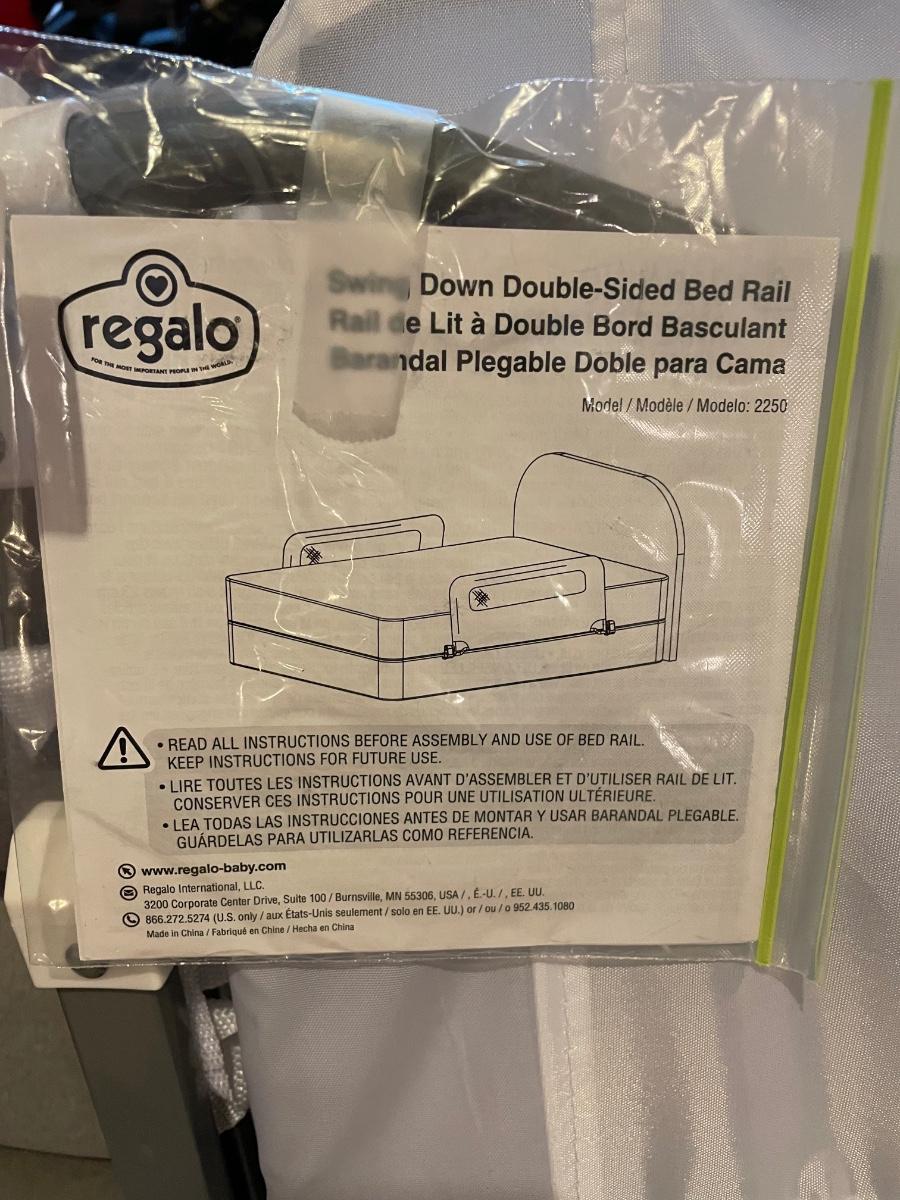 regalo®
FOR THE MOST IMPORTANT PEOPLE IN THE WORLD.
Swing Down Double-Sided Bed Rail
Rail de Lit à Double Bord Basculant
Barandal Plegable Doble para Cama
Model / Modèle / Modelo: 2250
• READ ALL INSTRUCTIONS BEFORE ASSEMBLY AND USE OF BED RAIL.
KEEP INSTRUCTIONS FOR FUTURE USE.
• LIRE TOUTES LES INSTRUCTIONS AVANT D'ASSEMBLER ET D'UTILISER RAIL DE LIT.
CONSERVER CES INSTRUCTIONS POUR UNE UTILISATION ULTÉRIEURE.
• LEA TODAS LAS INSTRUCCIONES ANTES DE MONTAR Y USAR BARANDAL PLEGABLE.
GUÁRDELAS PARA UTILIZARLAS COMO REFERENCIA.
www.regalo-baby.com
Regalo International, LLC.
3200 Corporate Center Drive, Suite 100 / Burnsville, MN 55306, USA / , É.-U. / , EE. UU.
866.272.5274 (U.S. only / aux États-Unis seulement / solo en EE. UU.) or / ou / o 952.435.1080
Made in China / Fabriqué en Chine / Hecha en China